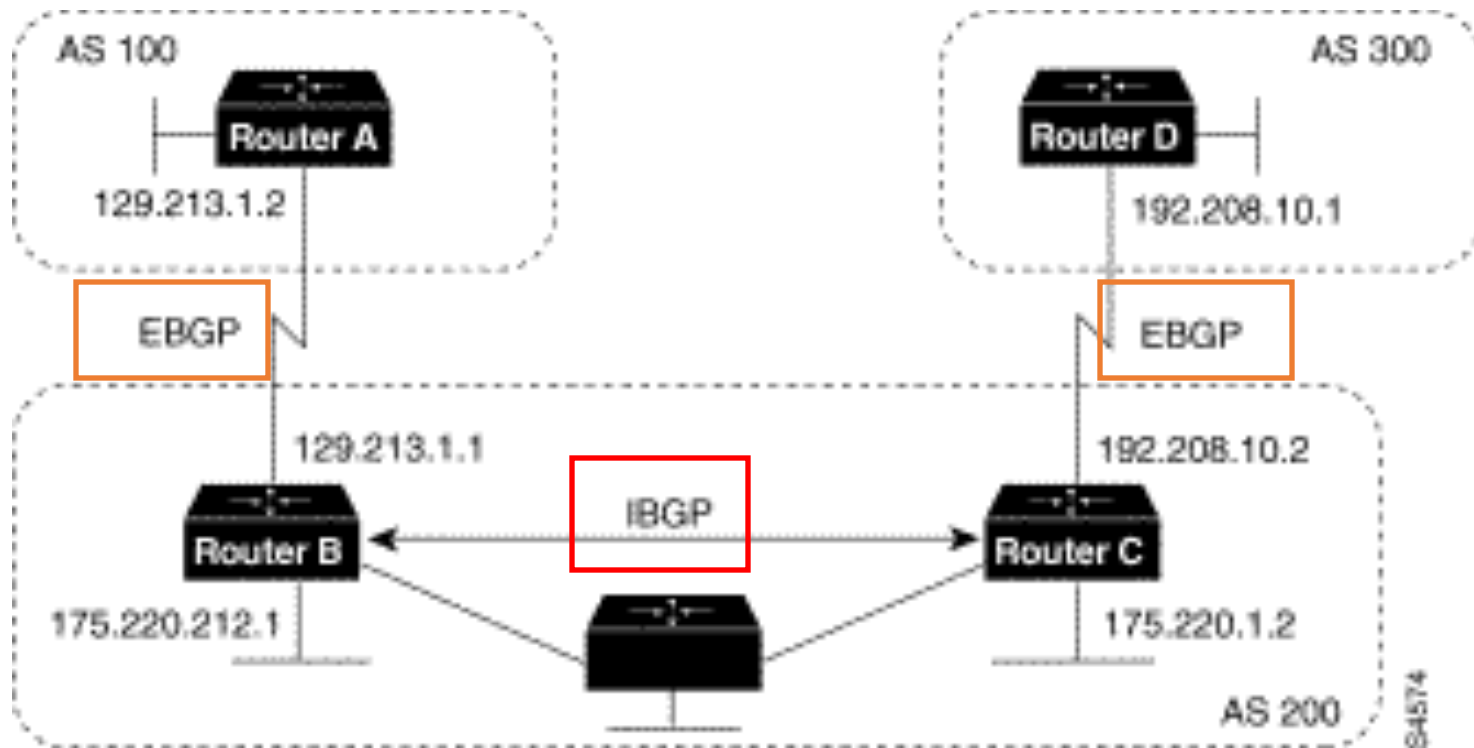 AS 100
AS 300
Router A
Router D
129.213.1.2
192.208.10.1
EBGP
EBGP
129.213.1.1
192.208.10.2
IBGP
Router B
Router C
175.220.212.1
175.220.1.2
AS 200
S4574